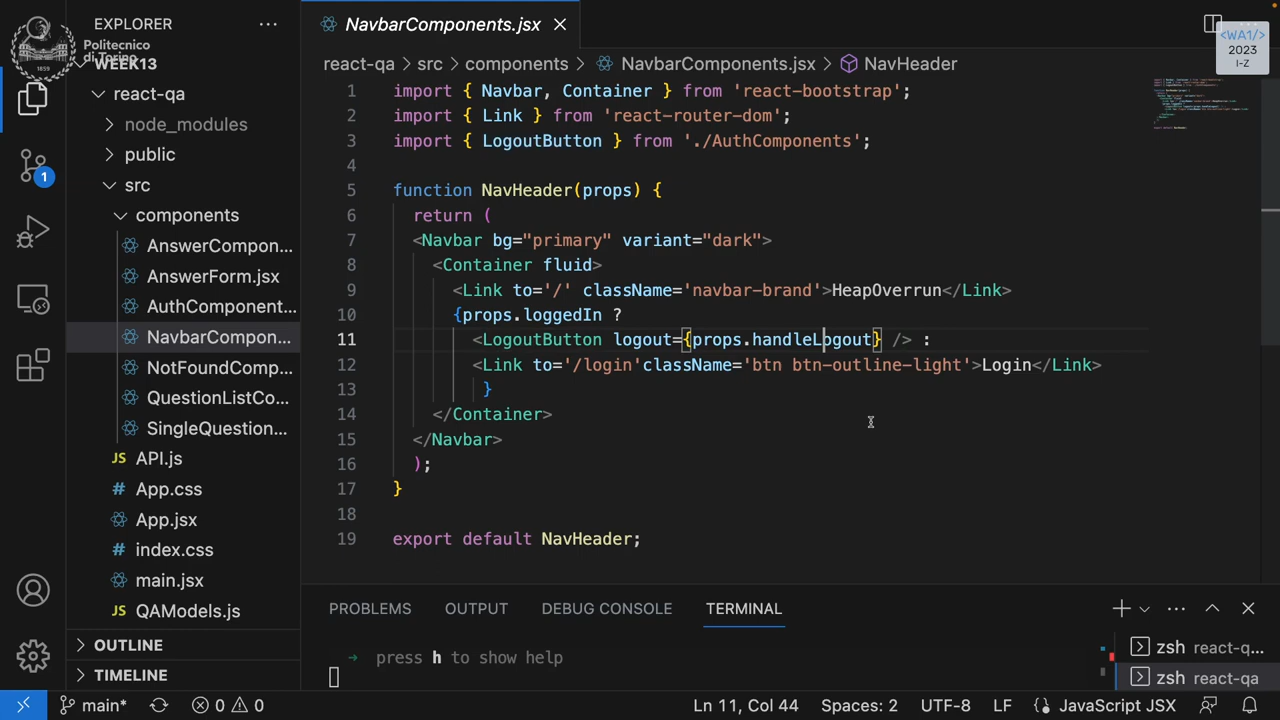 EXPLORER
Politecnico
di Torino
1859
WEEK13
react-qa
node_modules
public
src
components
AnswerCompon...
AnswerForm.jsx
AuthComponent...
NavbarCompon...
NotFoundComp...
QuestionListCo...
SingleQuestion...
JS API.js
# App.css
App.jsx
# index.css
main.jsx
JS QAModels.js
OUTLINE
TIMELINE
1
NavbarComponents.jsx
<WA1/>
2023
I-Z
react-qa > src > components > NavbarComponents.jsx > NavHeader
1 import { Navbar, Container } from 'react-bootstrap';
2 import { Link } from 'react-router-dom';
3 import { LogoutButton } from './AuthComponents';
4
5 function NavHeader(props) {
6 return (
7 <Navbar bg="primary" variant="dark">
8 <Container fluid>
9 <Link to='/' className='navbar-brand'>HeapOverrun</Link>
10 {props.loggedIn ?
11 <LogoutButton logout={props.handleLogout} /> :
12 <Link to='/login'className='btn btn-outline-light'>Login</Link>
13 }
14 </Container>
15 </Navbar>
16 );
17 }
18
19 export default NavHeader;
PROBLEMS OUTPUT DEBUG CONSOLE TERMINAL
→ press h to show help
zsh react-q...
zsh react-qa
main* 0 0 Ln 11, Col 44 Spaces: 2 UTF-8 LF {} JavaScript JSX